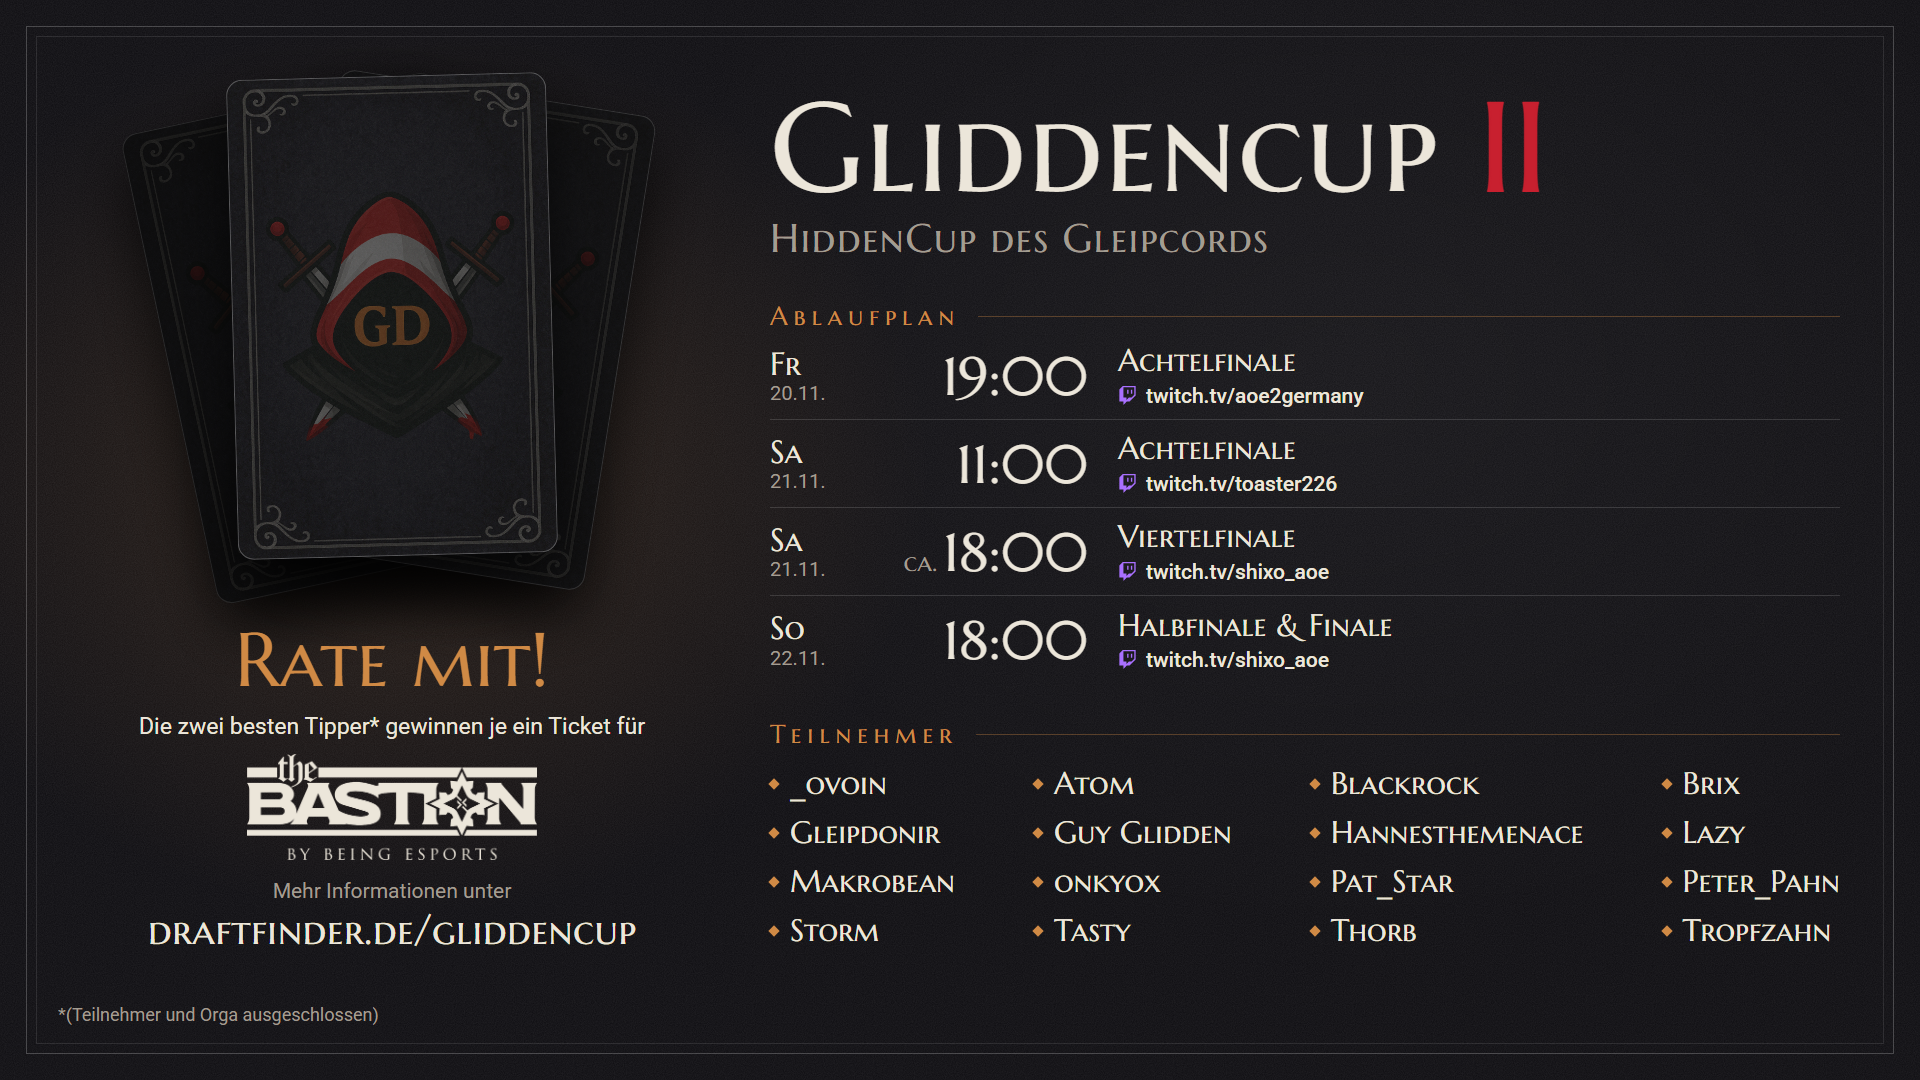 GD
Rate mit!
Die zwei besten Tipper* gewinnen je ein Ticket für
the
BASTION
BY BEING ESPORTS
Mehr Informationen unter
draftfinder.de/gliddencup
*(Teilnehmer und Orga ausgeschlossen)
Gliddencup II
HiddenCup des Gleipcords
Ablaufplan
Fr 19:00 Achtelfinale
20.11. twitch.tv/aoe2germany
Sa 11:00 Achtelfinale
21.11. twitch.tv/toaster226
Sa ca. 18:00 Viertelfinale
21.11. twitch.tv/shixo_aoe
So 18:00 Halbfinale & Finale
22.11. twitch.tv/shixo_aoe
Teilnehmer
_ovoin Atom Blackrock Brix
Gleipdonir Guy Glidden Hannesthemenace Lazy
Makrobean onkyox Pat_Star Peter_Pahn
Storm Tasty Thorb Tropfzahn